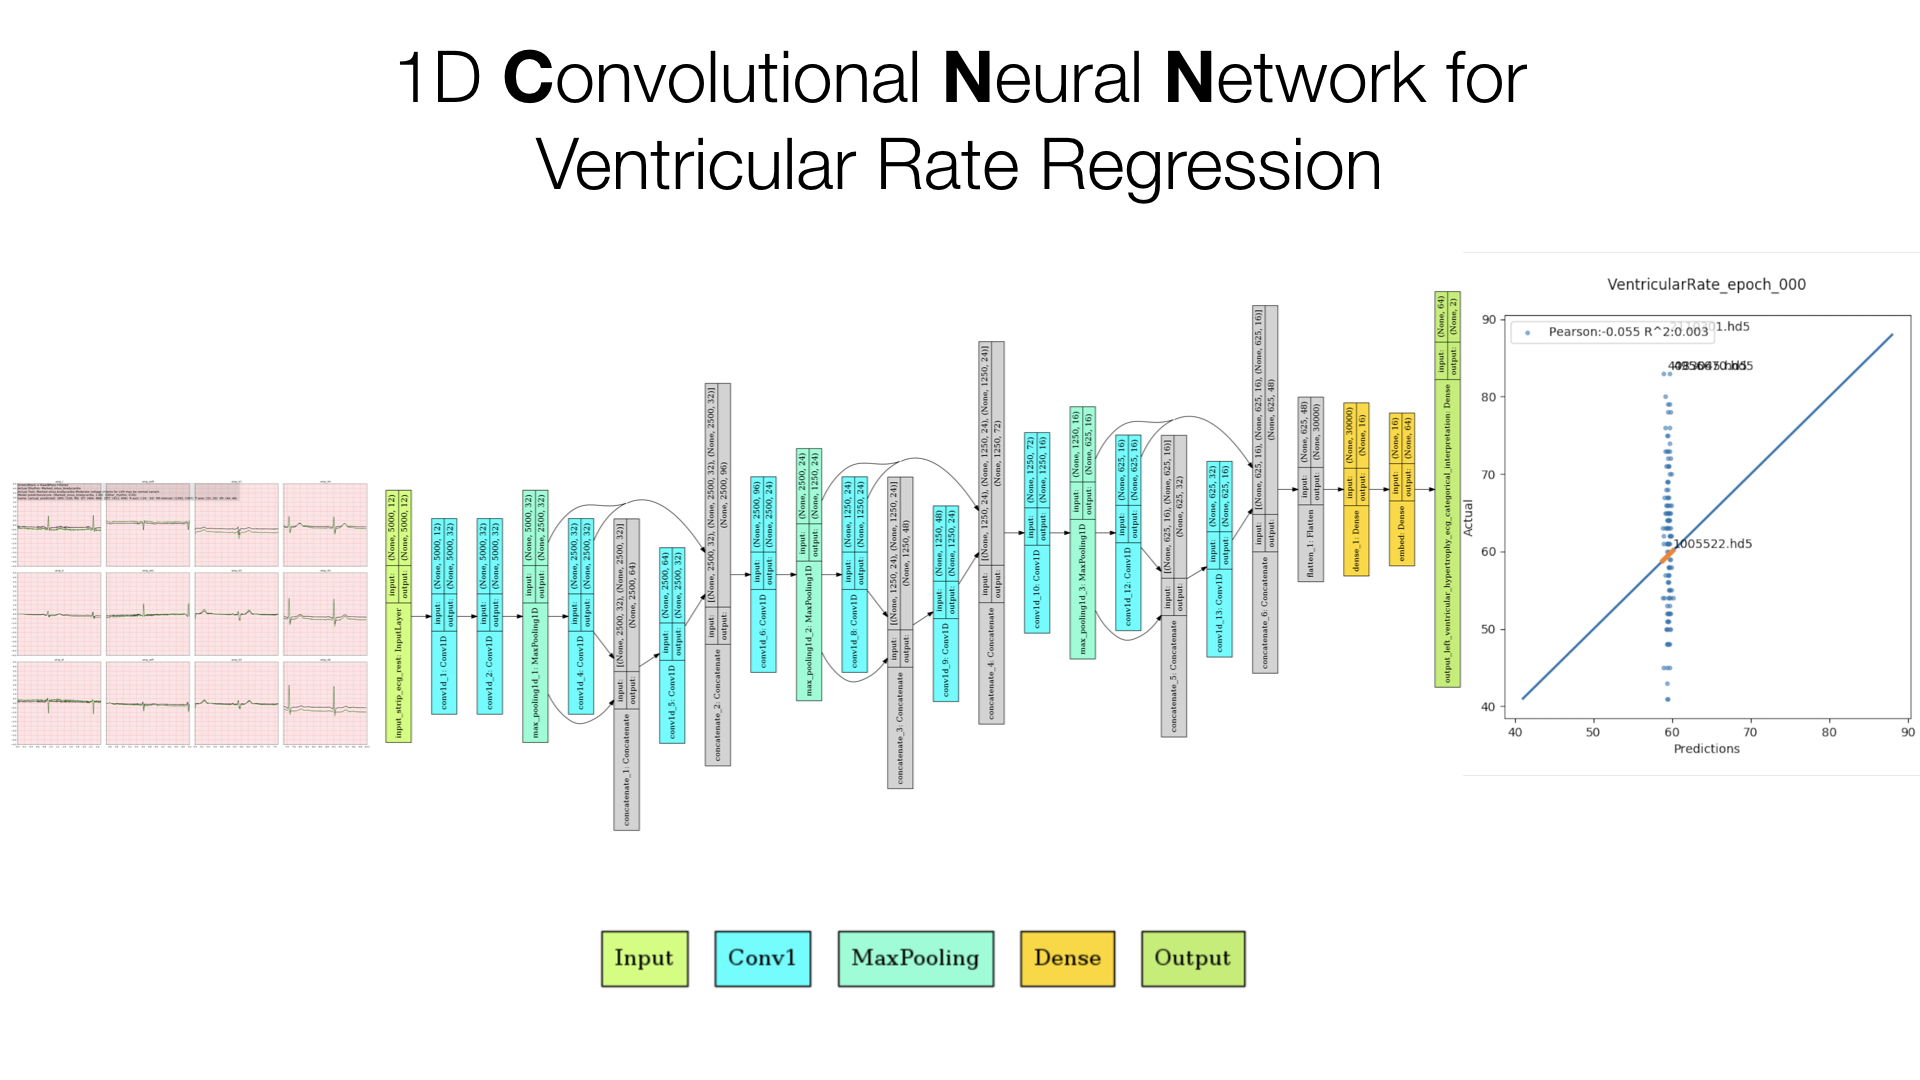 1D Convolutional Neural Network for
Ventricular Rate Regression
input_strip_ecg_rest: InputLayer
input: (None, 5000, 12)
output: (None, 5000, 12)
conv1d_1: Conv1D
input: (None, 5000, 12)
output: (None, 5000, 32)
conv1d_2: Conv1D
input: (None, 5000, 32)
output: (None, 5000, 32)
max_pooling1d_1: MaxPooling1D
input: (None, 5000, 32)
output: (None, 2500, 32)
conv1d_4: Conv1D
input: (None, 2500, 32)
output: (None, 2500, 32)
concatenate_1: Concatenate
input: [(None, 2500, 32), (None, 2500, 32)]
output: (None, 2500, 64)
conv1d_5: Conv1D
input: (None, 2500, 64)
output: (None, 2500, 32)
concatenate_2: Concatenate
input: [(None, 2500, 32), (None, 2500, 32), (None, 2500, 32)]
output: (None, 2500, 96)
conv1d_6: Conv1D
input: (None, 2500, 96)
output: (None, 2500, 24)
max_pooling1d_2: MaxPooling1D
input: (None, 2500, 24)
output: (None, 1250, 24)
conv1d_8: Conv1D
input: (None, 1250, 24)
output: (None, 1250, 24)
concatenate_3: Concatenate
input: [(None, 1250, 24), (None, 1250, 24)]
output: (None, 1250, 48)
conv1d_9: Conv1D
input: (None, 1250, 48)
output: (None, 1250, 24)
concatenate_4: Concatenate
input: [(None, 1250, 24), (None, 1250, 24), (None, 1250, 24)]
output: (None, 1250, 72)
conv1d_10: Conv1D
input: (None, 1250, 72)
output: (None, 1250, 16)
max_pooling1d_3: MaxPooling1D
input: (None, 1250, 16)
output: (None, 625, 16)
conv1d_12: Conv1D
input: (None, 625, 16)
output: (None, 625, 16)
concatenate_5: Concatenate
input: [(None, 625, 16), (None, 625, 16)]
output: (None, 625, 32)
conv1d_13: Conv1D
input: (None, 625, 32)
output: (None, 625, 16)
concatenate_6: Concatenate
input: [(None, 625, 16), (None, 625, 16), (None, 625, 16)]
output: (None, 625, 48)
flatten_1: Flatten
input: (None, 625, 48)
output: (None, 30000)
dense_1: Dense
input: (None, 30000)
output: (None, 16)
embed: Dense
input: (None, 16)
output: (None, 64)
output_left_ventricular_hypertrophy_ecg_categorical_interpretation: Dense
input: (None, 64)
output: (None, 2)
VentricularRate_epoch_000
Pearson:-0.055 R^2:0.003
1005522.hd5
90
80
70
60
50
40
Actual
40 50 60 70 80 90
Predictions
Input Conv1 MaxPooling Dense Output